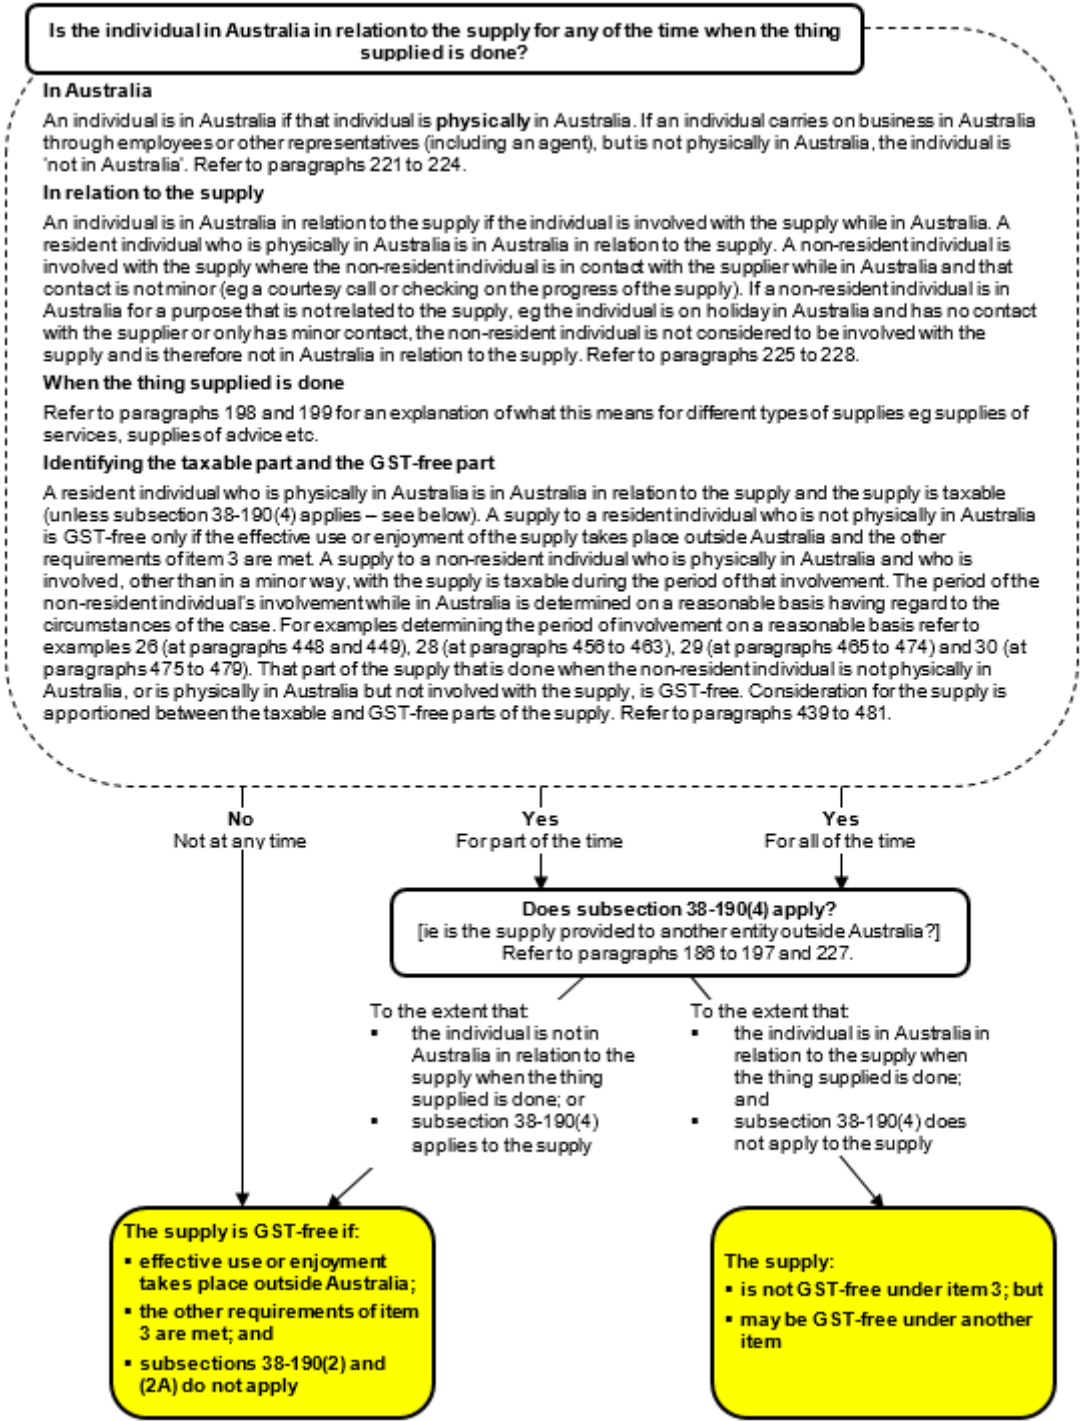 Is the individual in Australia in relation to the supply for any of the time when the thing
supplied is done?
In Australia
An individual is in Australia if that individual is physically in Australia. If an individual carries on business in Australia
through employees or other representatives (including an agent), but is not physically in Australia, the individual is
'not in Australia'. Refer to paragraphs 221 to 224.
In relation to the supply
An individual is in Australia in relation to the supply if the individual is involved with the supply while in Australia. A
resident individual who is physically in Australia is in Australia in relation to the supply. A non-resident individual is
involved with the supply where the non-resident individual is in contact with the supplier while in Australia and that
contact is not minor (eg a courtesy call or checking on the progress of the supply). If a non-resident individual is in
Australia for a purpose that is not related to the supply, eg the individual is on holiday in Australia and has no contact
with the supplier or only has minor contact, the non-resident individual is not considered to be involved with the
supply and is therefore not in Australia in relation to the supply. Refer to paragraphs 225 to 228.
When the thing supplied is done
Refer to paragraphs 198 and 199 for an explanation of what this means for different types of supplies eg supplies of
services, supplies of advice etc.
Identifying the taxable part and the GST-free part
A resident individual who is physically in Australia is in Australia in relation to the supply and the supply is taxable
(unless subsection 38-190(4) applies – see below). A supply to a resident individual who is not physically in Australia
is GST-free only if the effective use or enjoyment of the supply takes place outside Australia and the other
requirements of item 3 are met. A supply to a non-resident individual who is physically in Australia and who is
involved, other than in a minor way, with the supply is taxable during the period of that involvement. The period of the
non-resident individual's involvement while in Australia is determined on a reasonable basis having regard to the
circumstances of the case. For examples determining the period of involvement on a reasonable basis refer to
examples 26 (at paragraphs 448 and 449), 28 (at paragraphs 456 to 463), 29 (at paragraphs 465 to 474) and 30 (at
paragraphs 475 to 479). That part of the supply that is done when the non-resident individual is not physically in
Australia, or is physically in Australia but not involved with the supply, is GST-free. Consideration for the supply is
apportioned between the taxable and GST-free parts of the supply. Refer to paragraphs 439 to 481.
No
Not at any time
Yes
For part of the time
Yes
For all of the time
Does subsection 38-190(4) apply?
[ie is the supply provided to another entity outside Australia?]
Refer to paragraphs 186 to 197 and 227.
To the extent that:
▪ the individual is not in
Australia in relation to the
supply when the thing
supplied is done; or
▪ subsection 38-190(4)
applies to the supply
To the extent that:
▪ the individual is in Australia in
relation to the supply when
the thing supplied is done;
and
▪ subsection 38-190(4) does
not apply to the supply
The supply is GST-free if:
▪ effective use or enjoyment
takes place outside Australia;
▪ the other requirements of item
3 are met; and
▪ subsections 38-190(2) and
(2A) do not apply
The supply:
▪ is not GST-free under item 3; but
▪ may be GST-free under another
item